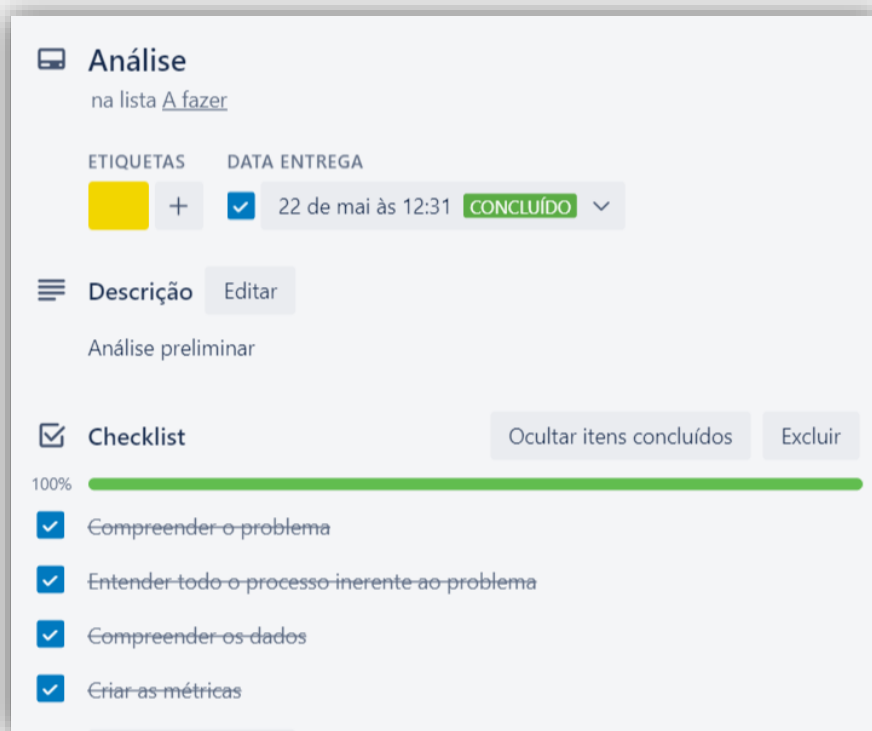 Análise
na lista A fazer
ETIQUETAS DATA ENTREGA
+ 22 de mai às 12:31 CONCLUÍDO
Descrição Editar
Análise preliminar
Checklist Ocultar itens concluídos Excluir
100%
Compreender o problema
Entender todo o processo inerente ao problema
Compreender os dados
Criar as métricas